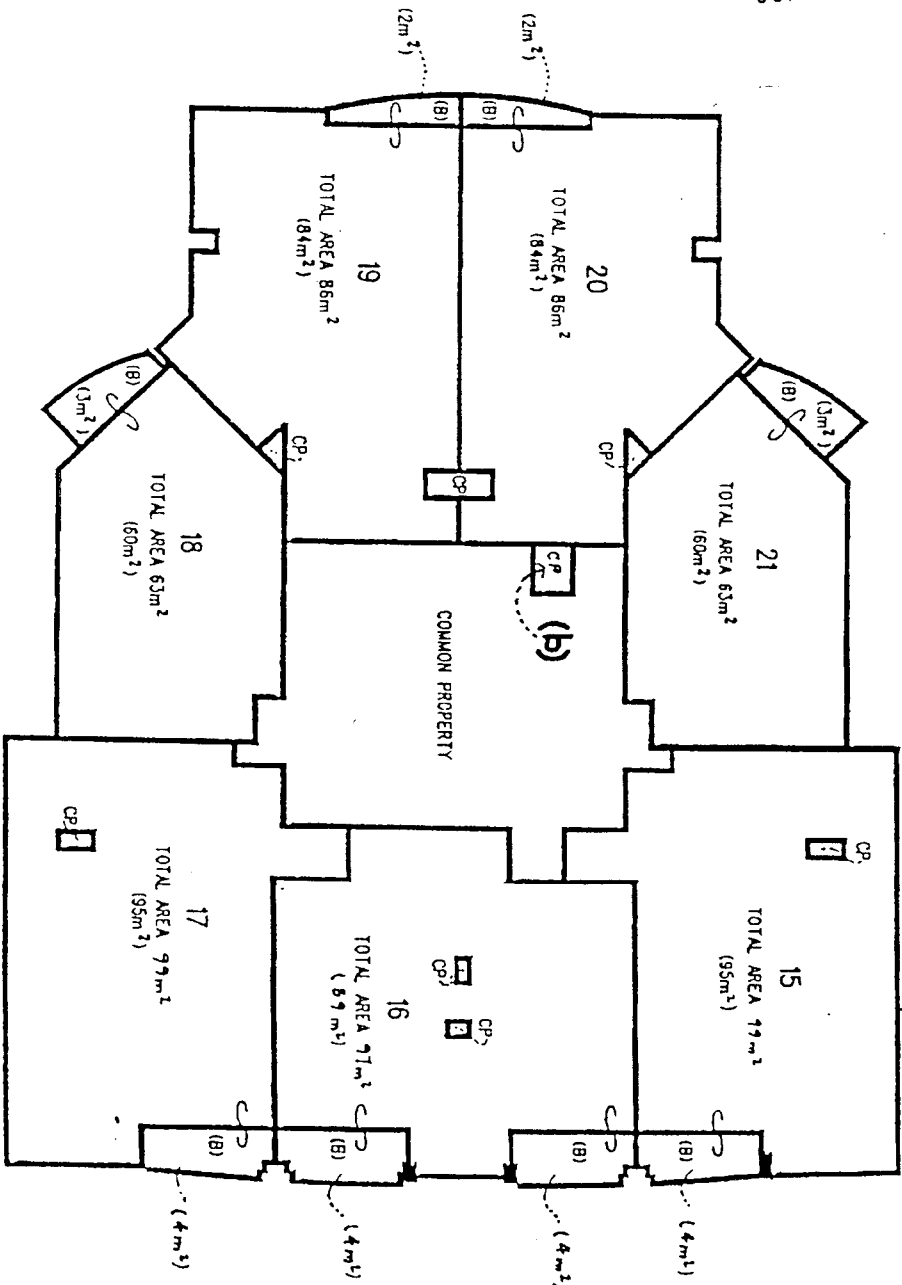 (2m²)
(2m²)
(B)
(B)
20
TOTAL AREA 86m²
(84m²)
19
TOTAL AREA 86m²
(84m²)
(B)
(3m²)
(B)
(3m²)
CP
CP
CP
CP
(b)
21
TOTAL AREA 63m²
(60m²)
18
TOTAL AREA 63m²
(60m²)
COMMON PROPERTY
CP
CP
15
TOTAL AREA 99m²
(95m²)
16
TOTAL AREA 97m²
(89m²)
CP
CP
17
TOTAL AREA 99m²
(95m²)
(B)
(B)
(B)
(B)
(4m²)
(4m²)
(4m²)
(4m²)